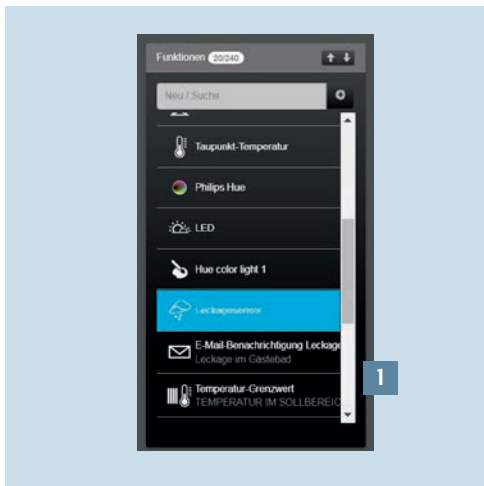 Funktionen 20/240
Neu / Suche
Taupunkt-Temperatur
Philips Hue
LED
Hue color light 1
Leckagesensor
E-Mail-Benachrichtigung Leckage
Leckage im Gästebad
Temperatur-Grenzwert
TEMPERATUR IM SOLLBEREIC
1